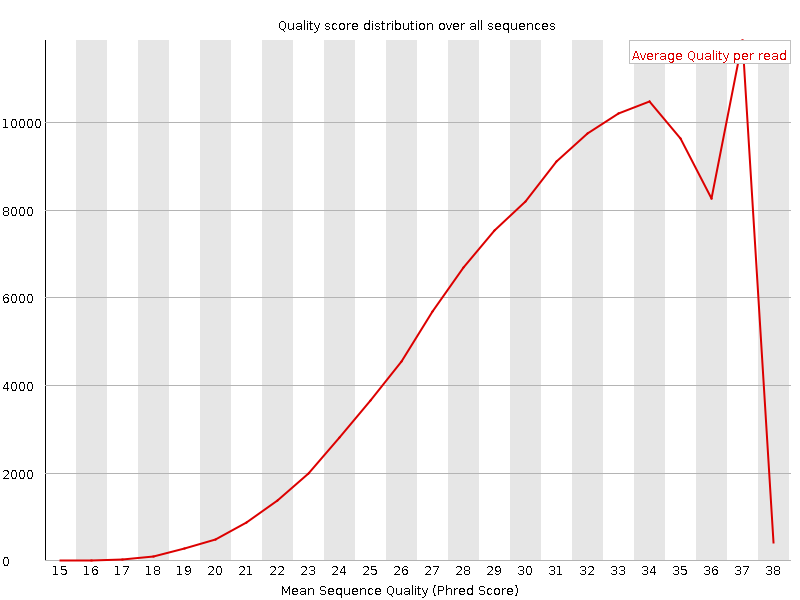 Quality score distribution over all sequences
Average Quality per read
10000
8000
6000
4000
2000
0
15 16 17 18 19 20 21 22 23 24 25 26 27 28 29 30 31 32 33 34 35 36 37 38
Mean Sequence Quality (Phred Score)